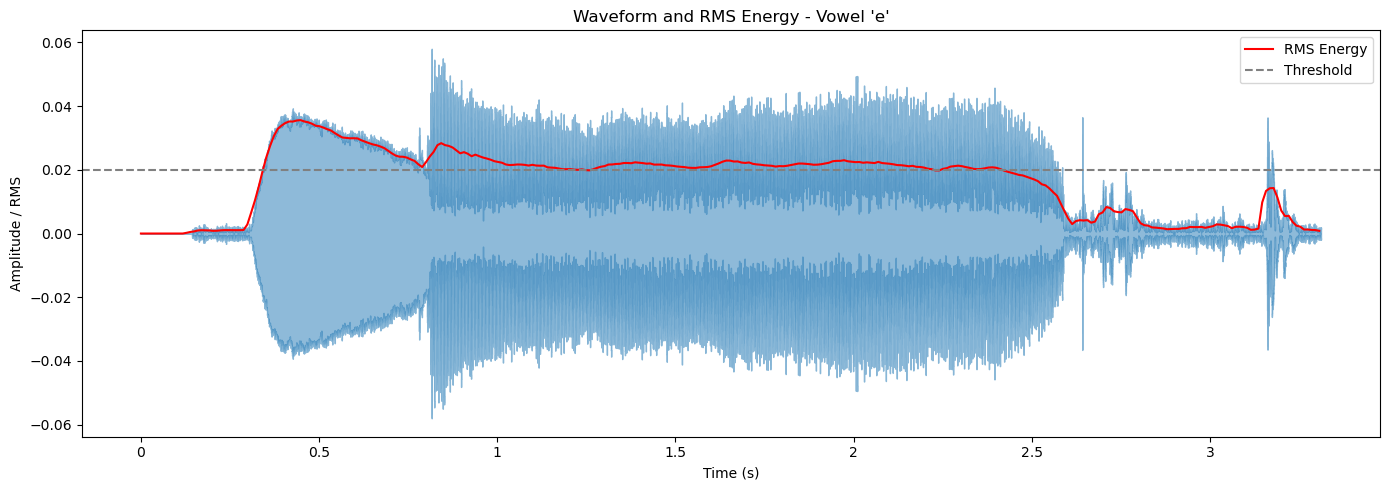 Waveform and RMS Energy - Vowel 'e'
RMS Energy
Threshold
Amplitude / RMS
0.06
0.04
0.02
0.00
−0.02
−0.04
−0.06
0
0.5
1
1.5
2
2.5
3
Time (s)